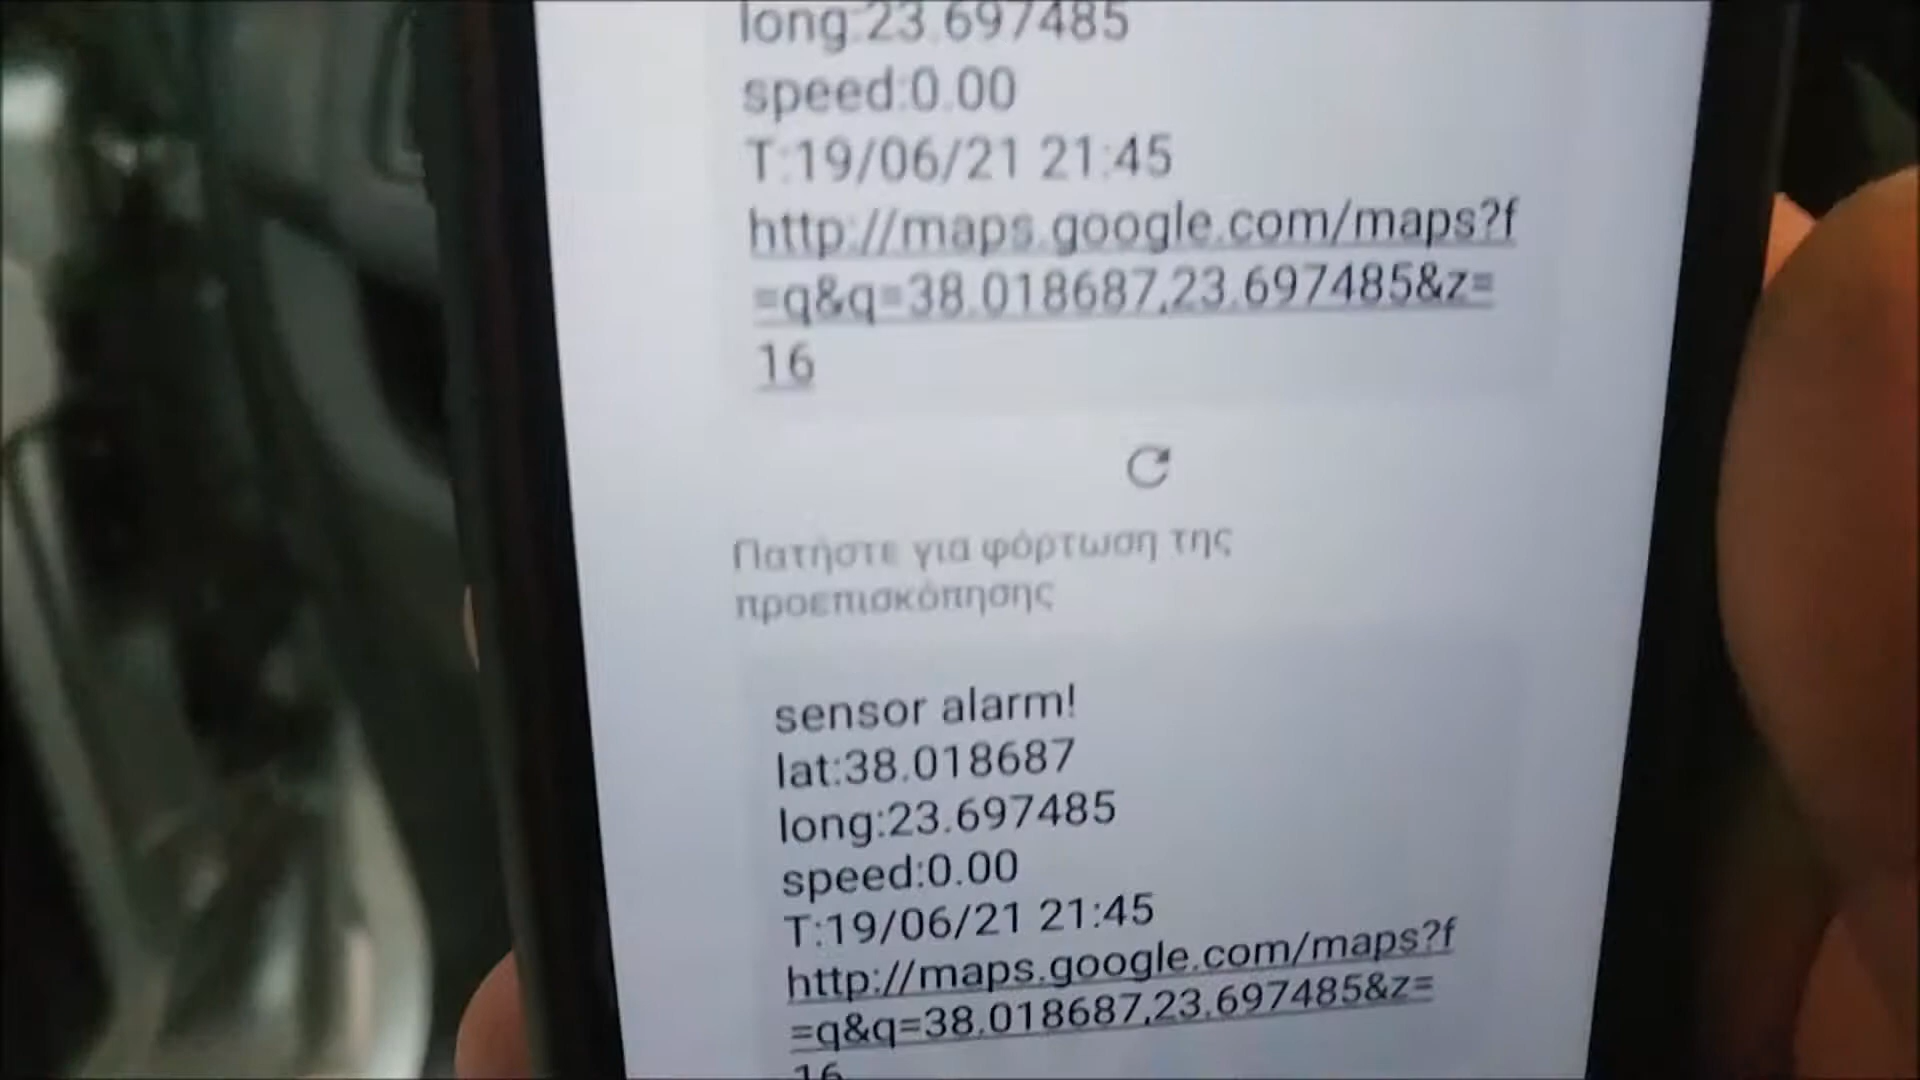 long:23.697485
speed:0.00
T:19/06/21 21:45
http://maps.google.com/maps?f
=q&q=38.018687,23.697485&z=
16
Πατήστε για φόρτωση της
προεπισκόπησης
sensor alarm!
lat:38.018687
long:23.697485
speed:0.00
T:19/06/21 21:45
http://maps.google.com/maps?f
=q&q=38.018687,23.697485&z=
16